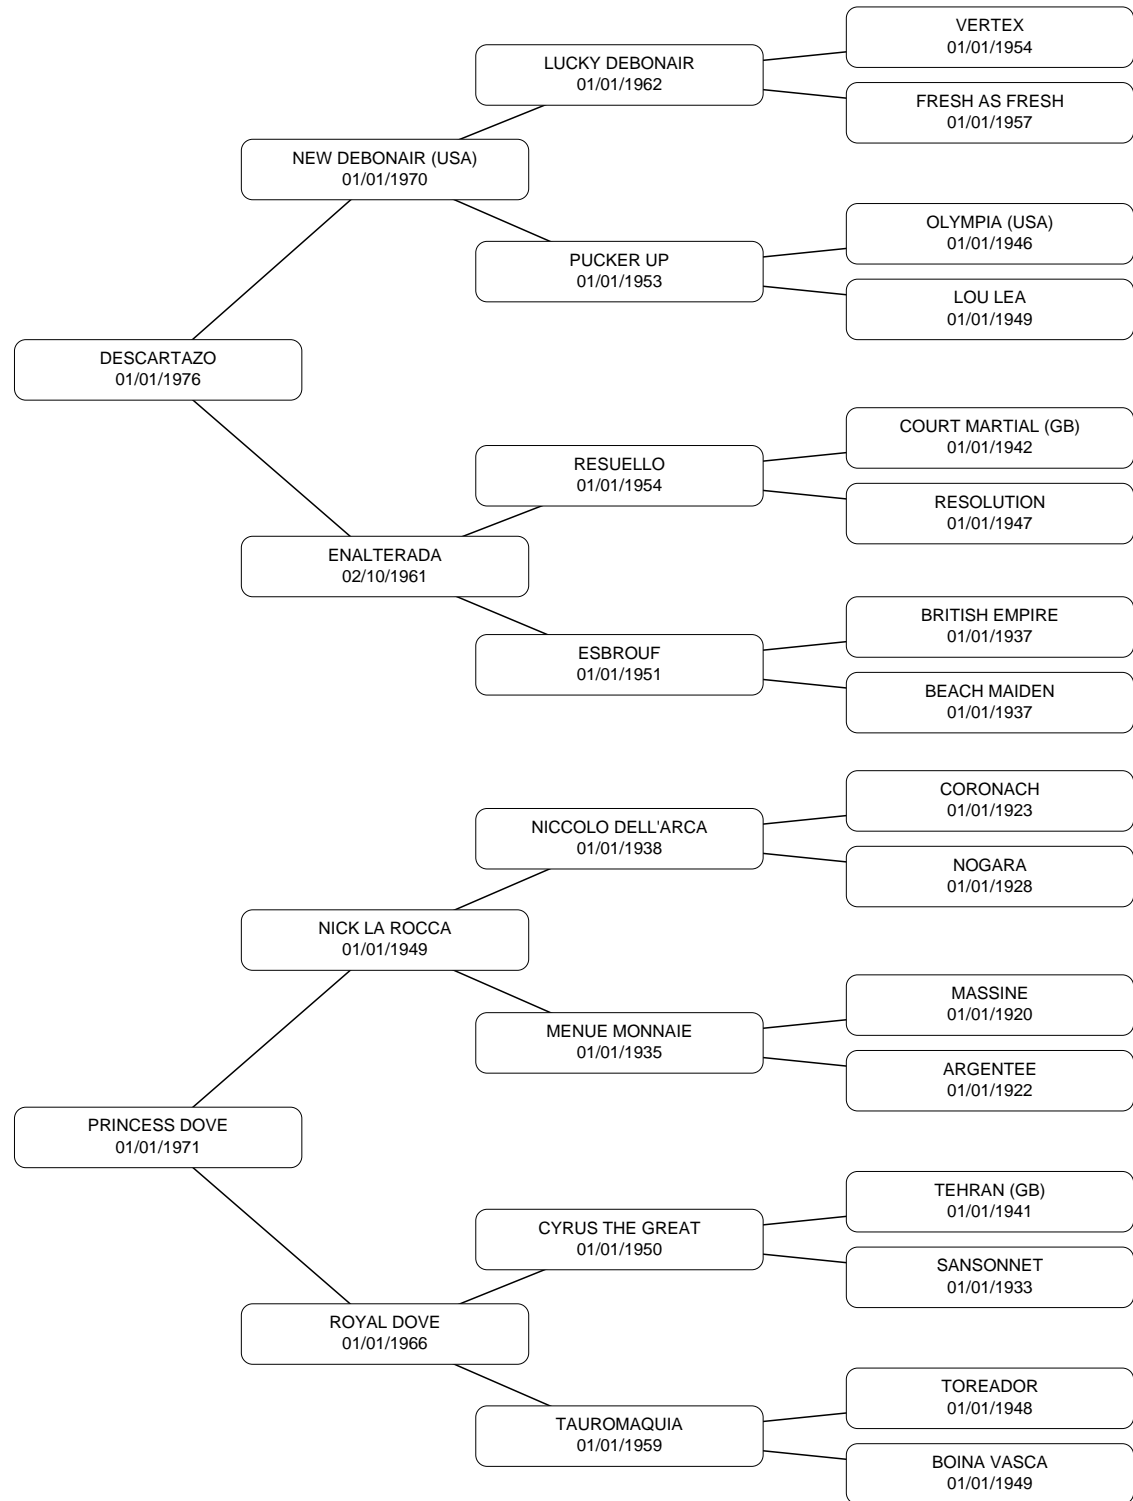 VERTEX
01/01/1954
LUCKY DEBONAIR
01/01/1962
FRESH AS FRESH
01/01/1957
NEW DEBONAIR (USA)
01/01/1970
OLYMPIA (USA)
01/01/1946
PUCKER UP
01/01/1953
LOU LEA
01/01/1949
DESCARTAZO
01/01/1976
COURT MARTIAL (GB)
01/01/1942
RESUELLO
01/01/1954
RESOLUTION
01/01/1947
ENALTERADA
02/10/1961
BRITISH EMPIRE
01/01/1937
ESBROUF
01/01/1951
BEACH MAIDEN
01/01/1937
CORONACH
01/01/1923
NICCOLO DELL'ARCA
01/01/1938
NOGARA
01/01/1928
NICK LA ROCCA
01/01/1949
MASSINE
01/01/1920
MENUE MONNAIE
01/01/1935
ARGENTEE
01/01/1922
PRINCESS DOVE
01/01/1971
TEHRAN (GB)
01/01/1941
CYRUS THE GREAT
01/01/1950
SANSONNET
01/01/1933
ROYAL DOVE
01/01/1966
TOREADOR
01/01/1948
TAUROMAQUIA
01/01/1959
BOINA VASCA
01/01/1949